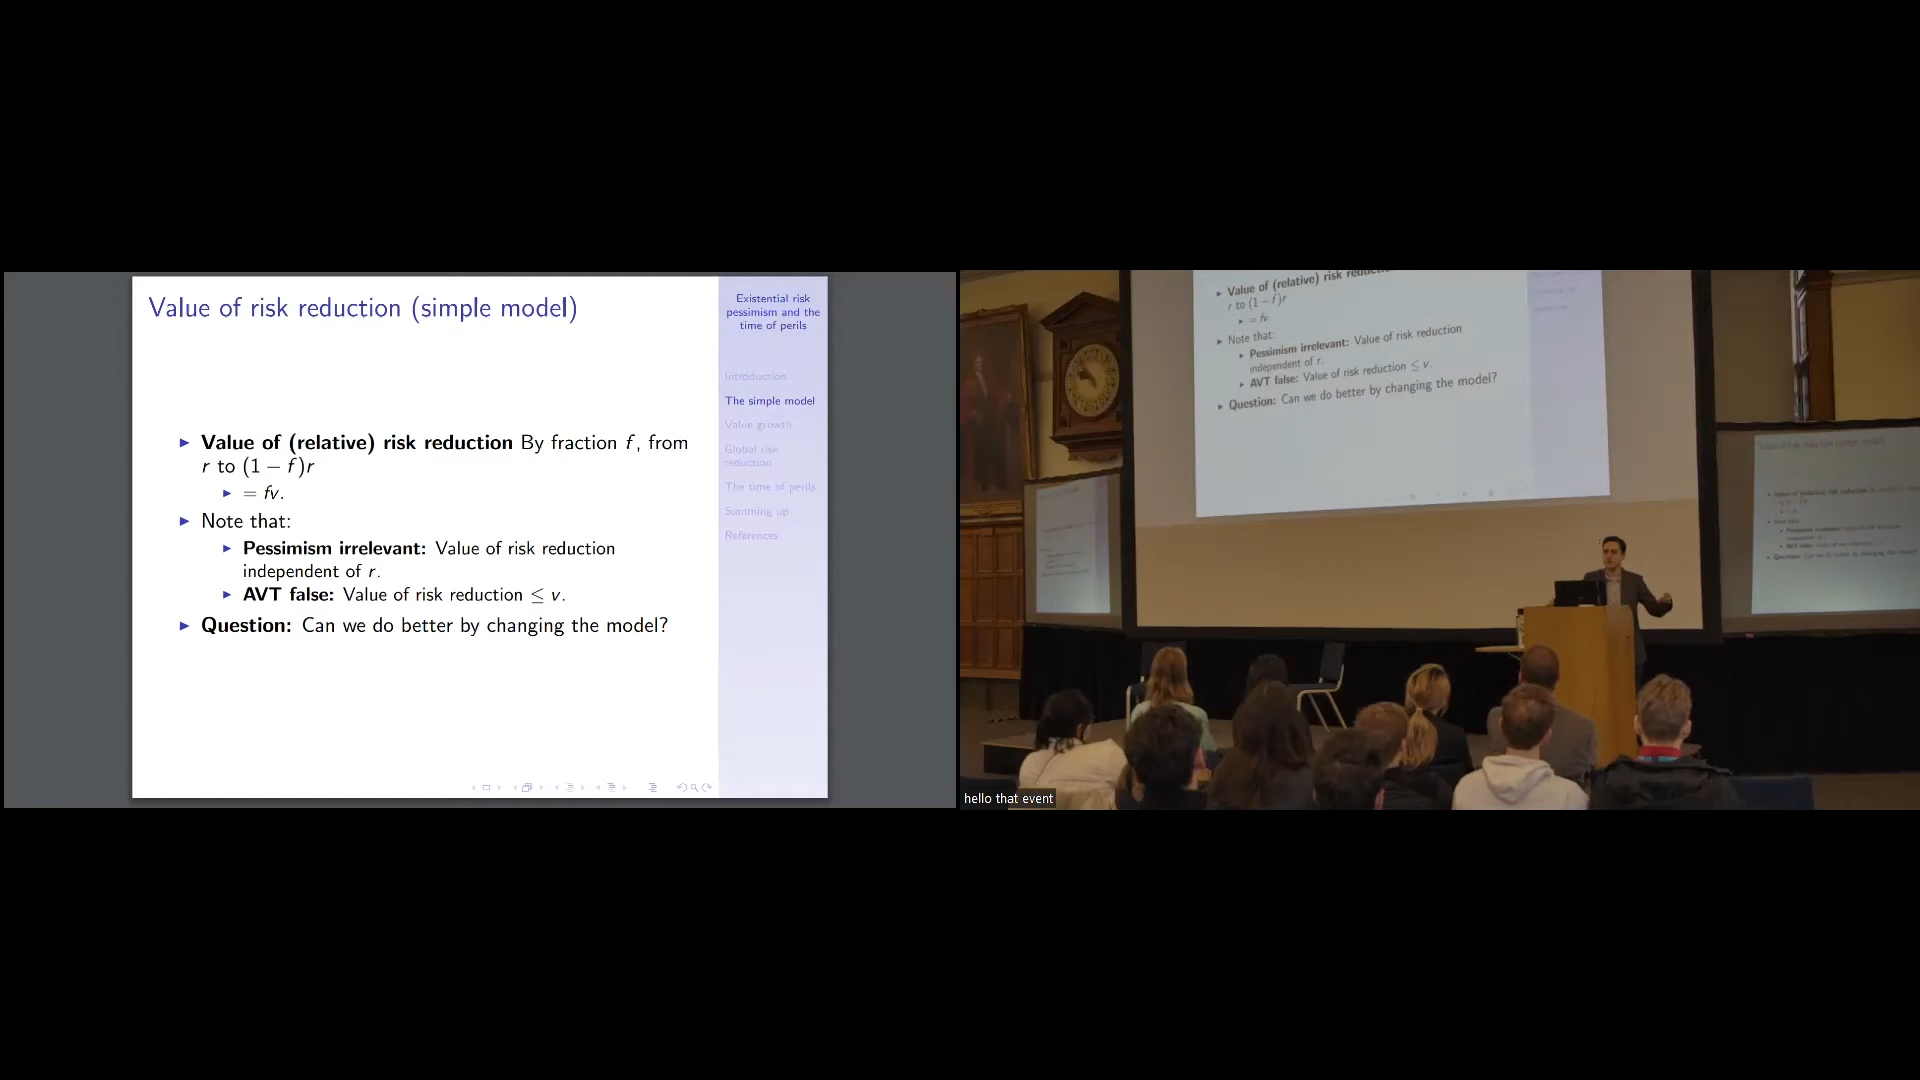 Value of risk reduction (simple model)
Value of (relative) risk reduction By fraction f, from
r to (1 − f)r
= fv.
Note that:
Pessimism irrelevant: Value of risk reduction
independent of r.
AVT false: Value of risk reduction ≤ v.
Question: Can we do better by changing the model?
Existential risk
pessimism and the
time of perils
Introduction
The simple model
Value growth
Global risk
reduction
The time of perils
Summing up
References
Value of (relative) risk
r to (1 − f)r
= fv.
Note that:
Pessimism irrelevant: Value of risk reduction
independent of r.
AVT false: Value of risk reduction ≤ v.
Question: Can we do better by changing the model?
hello that event